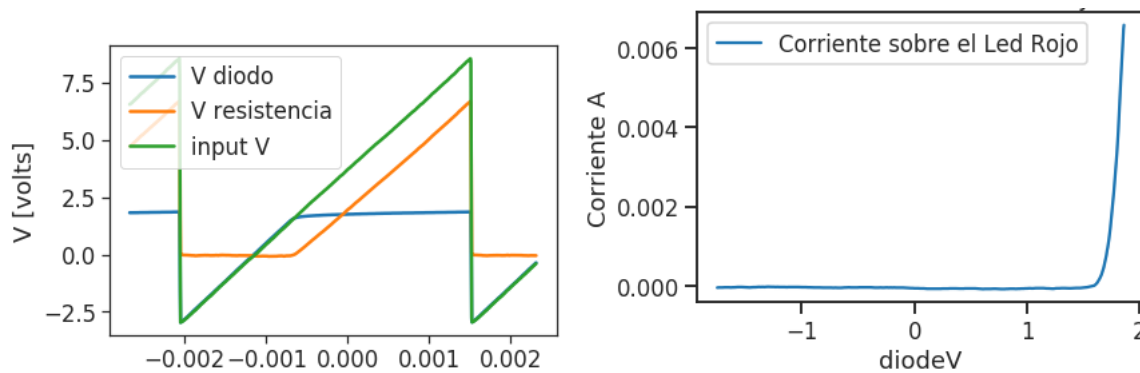 V diodo
V resistencia
input V
V [volts]
7.5
5.0
2.5
0.0
−2.5
−0.002 −0.001 0.000 0.001 0.002
Corriente sobre el Led Rojo
Corriente A
0.006
0.004
0.002
0.000
−1 0 1 2
diodeV